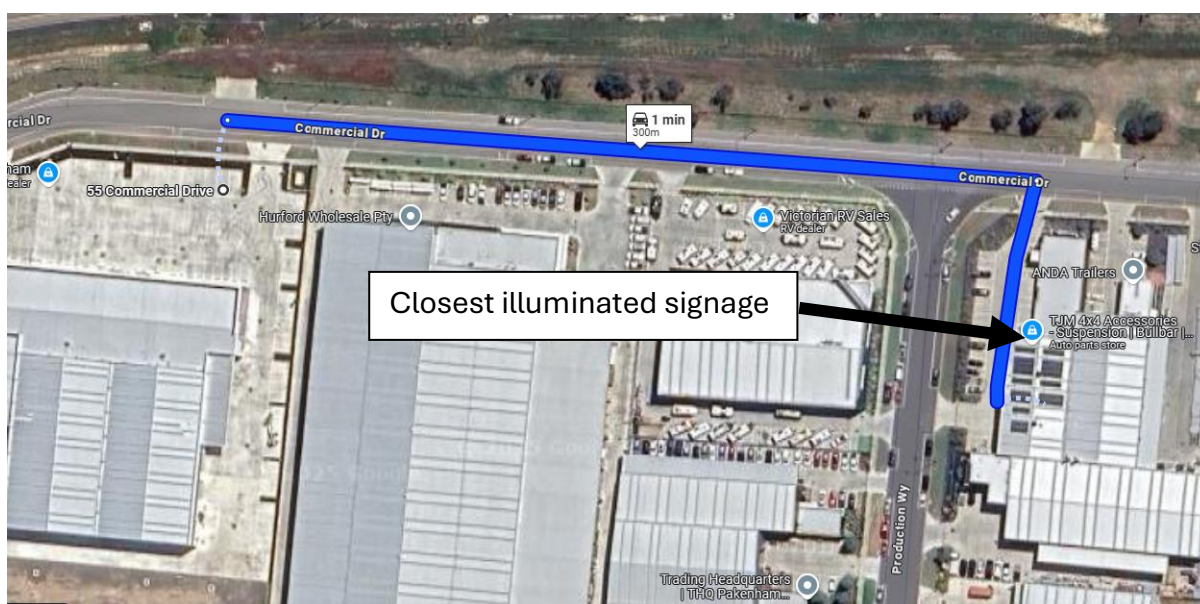 rcial Dr
Commercial Dr
1 min
300m
Commercial Dr
ham
ealer
55 Commercial Drive
Hurford Wholesale Pty
Victorian RV Sales
RV dealer
ANDA Trailers
S
Closest illuminated signage
TJM 4x4 Accessories
- Suspension | Bullbar |...
Auto parts store
Production Wy
Trading Headquarters
| THQ Pakenham...